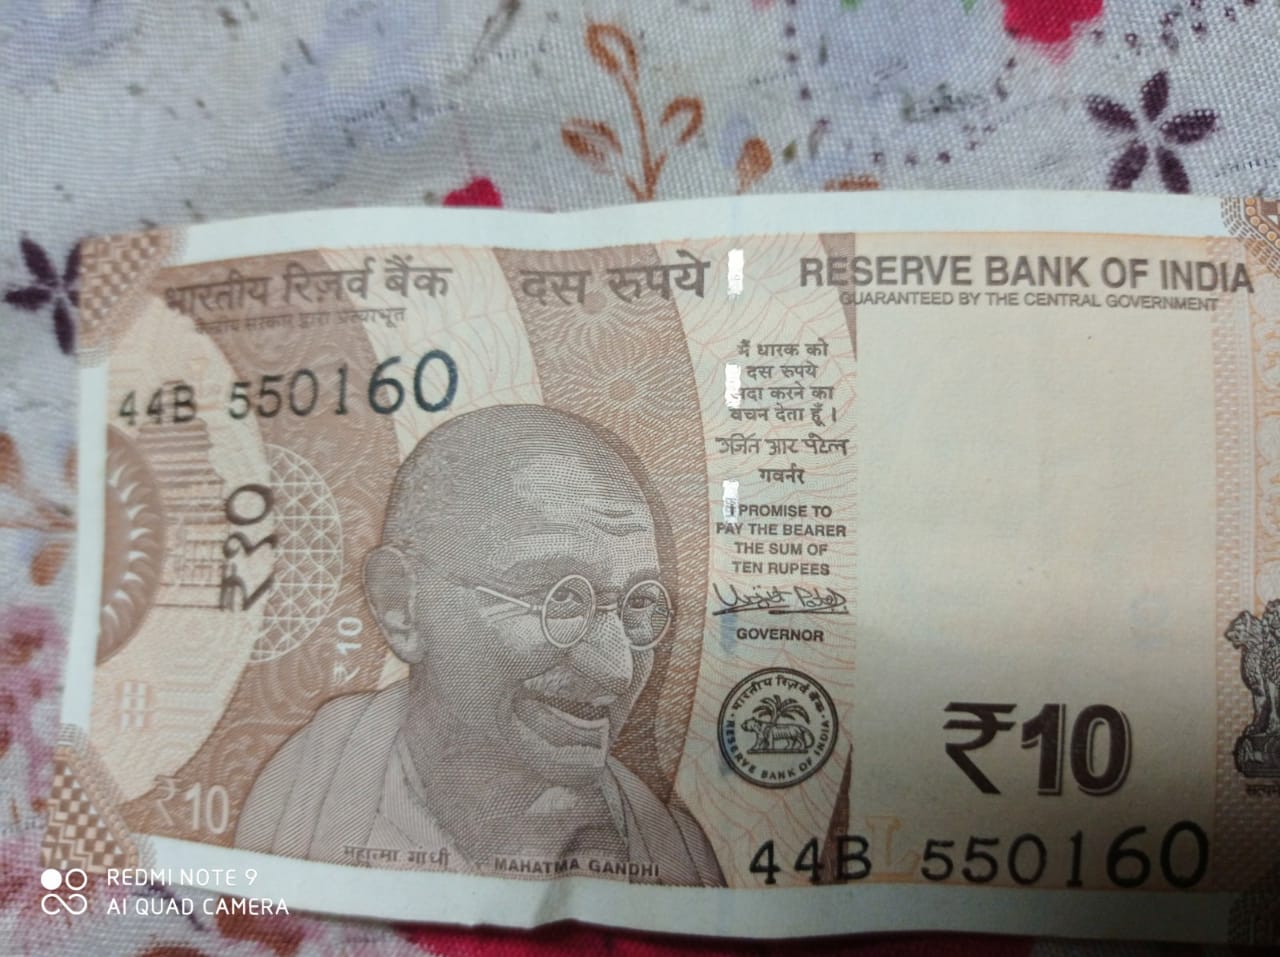 भारतीय रिज़र्व बैंक
केन्द्रीय सरकार द्वारा प्रत्याभूत
दस रुपये
RESERVE BANK OF INDIA
GUARANTEED BY THE CENTRAL GOVERNMENT
44B 550160
₹१०
₹10
मैं धारक को
दस रुपये
अदा करने का
वचन देता हूँ।
उर्जित आर पटेल
गवर्नर
I PROMISE TO
PAY THE BEARER
THE SUM OF
TEN RUPEES
Urjit Patel
GOVERNOR
भारतीय रिज़र्व बैंक
RESERVE BANK OF INDIA
₹10
₹10
महात्मा गांधी
MAHATMA GANDHI
44B 550160
REDMI NOTE 9
AI QUAD CAMERA